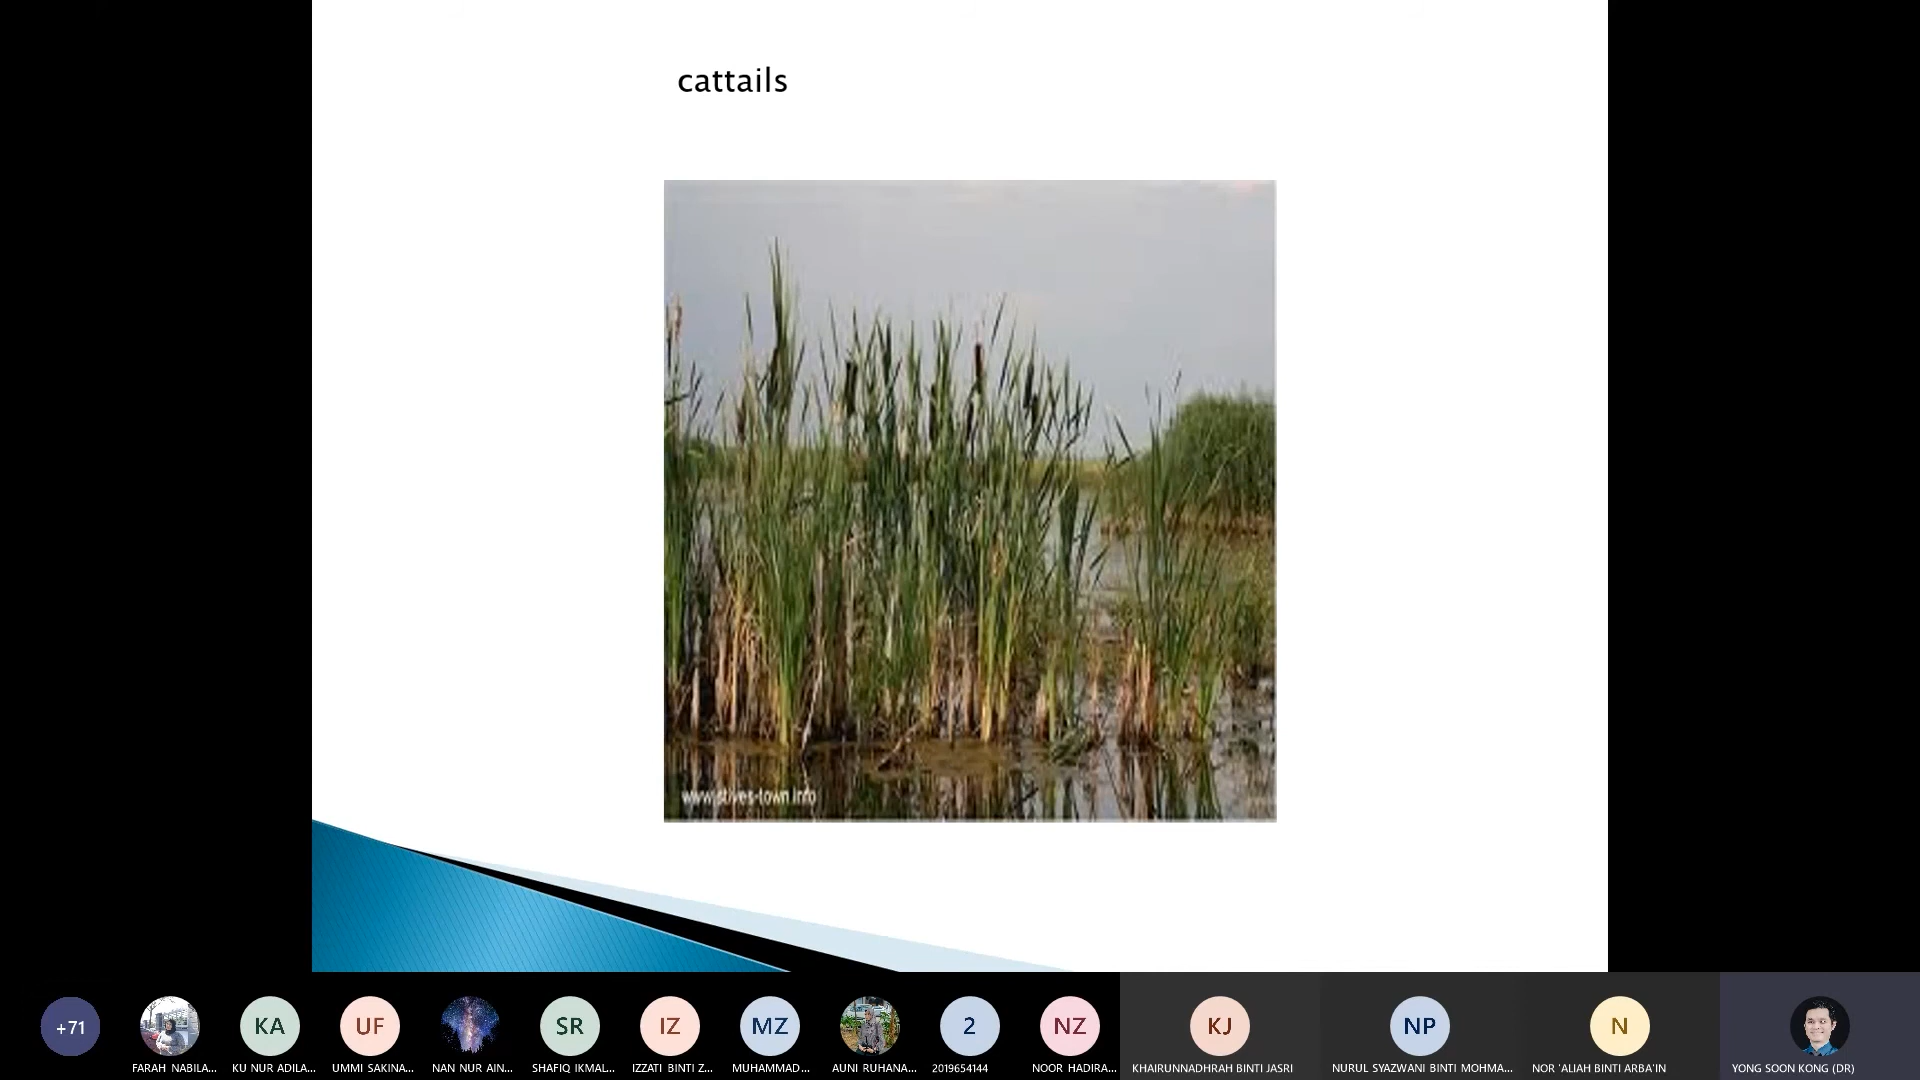 cattails
www.stives-town.info
+71
KA
UF
SR
IZ
MZ
2
NZ
KJ
NP
N
FARAH NABILA...
KU NUR ADILA...
UMMI SAKINA...
NAN NUR AIN...
SHAFIQ IKMAL...
IZZATI BINTI Z...
MUHAMMAD...
AUNI RUHANA...
2019654144
NOOR HADIRA...
KHAIRUNNADHRAH BINTI JASRI
NURUL SYAZWANI BINTI MOHMA...
NOR 'ALIAH BINTI ARBA'IN
YONG SOON KONG (DR)